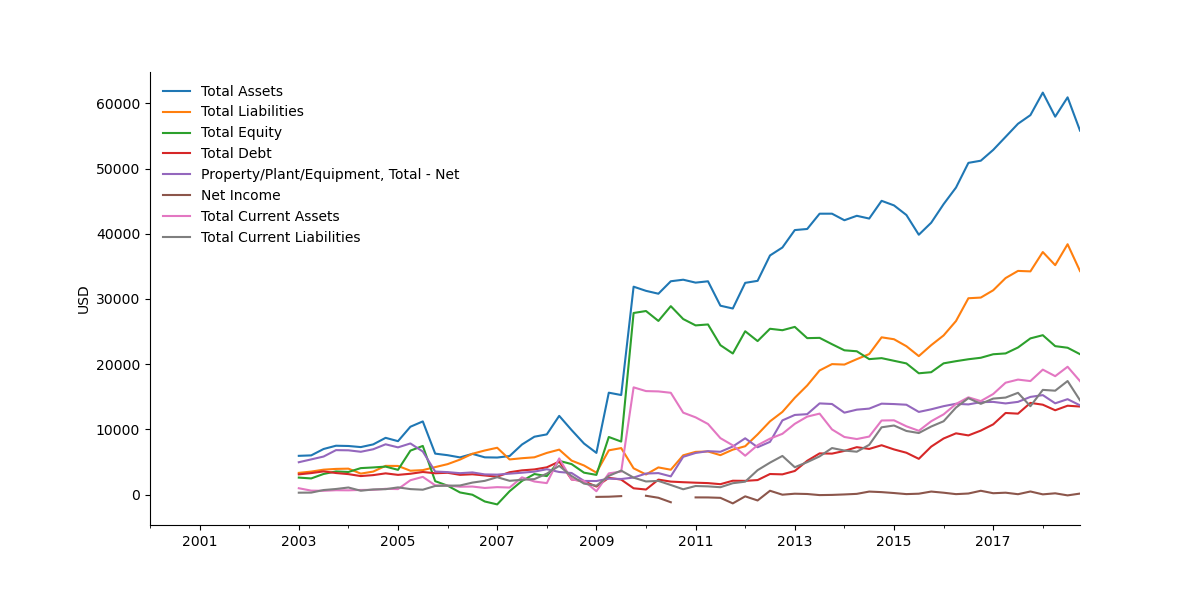 Total Assets
Total Liabilities
Total Equity
Total Debt
Property/Plant/Equipment, Total - Net
Net Income
Total Current Assets
Total Current Liabilities
USD
60000
50000
40000
30000
20000
10000
0
2001 2003 2005 2007 2009 2011 2013 2015 2017